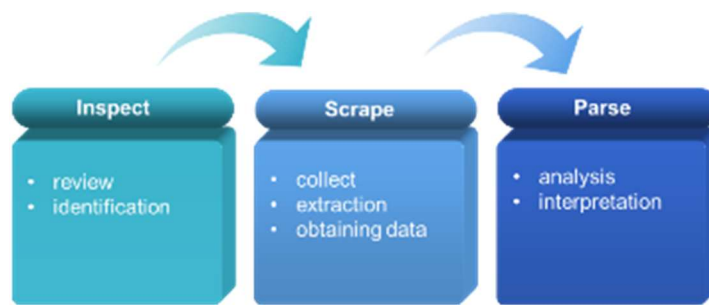 Inspect
• review
• identification
Scrape
• collect
• extraction
• obtaining data
Parse
• analysis
• interpretation